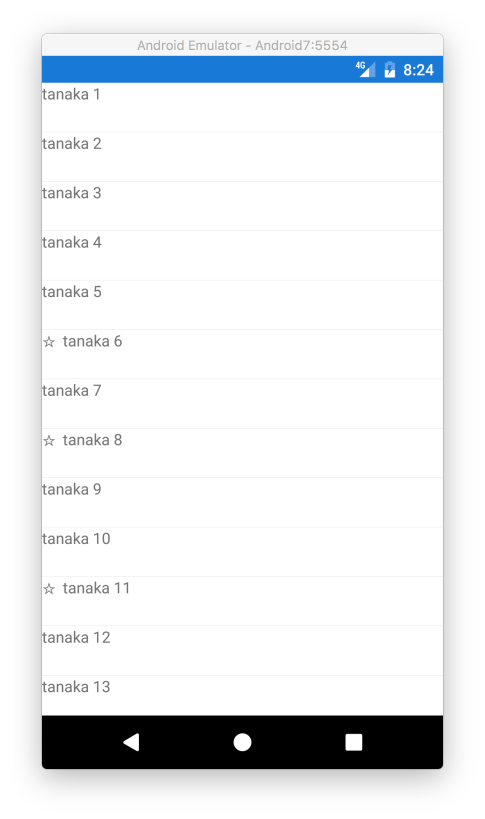 Android Emulator - Android7:5554
4G 8:24
tanaka 1
tanaka 2
tanaka 3
tanaka 4
tanaka 5
☆ tanaka 6
tanaka 7
☆ tanaka 8
tanaka 9
tanaka 10
☆ tanaka 11
tanaka 12
tanaka 13